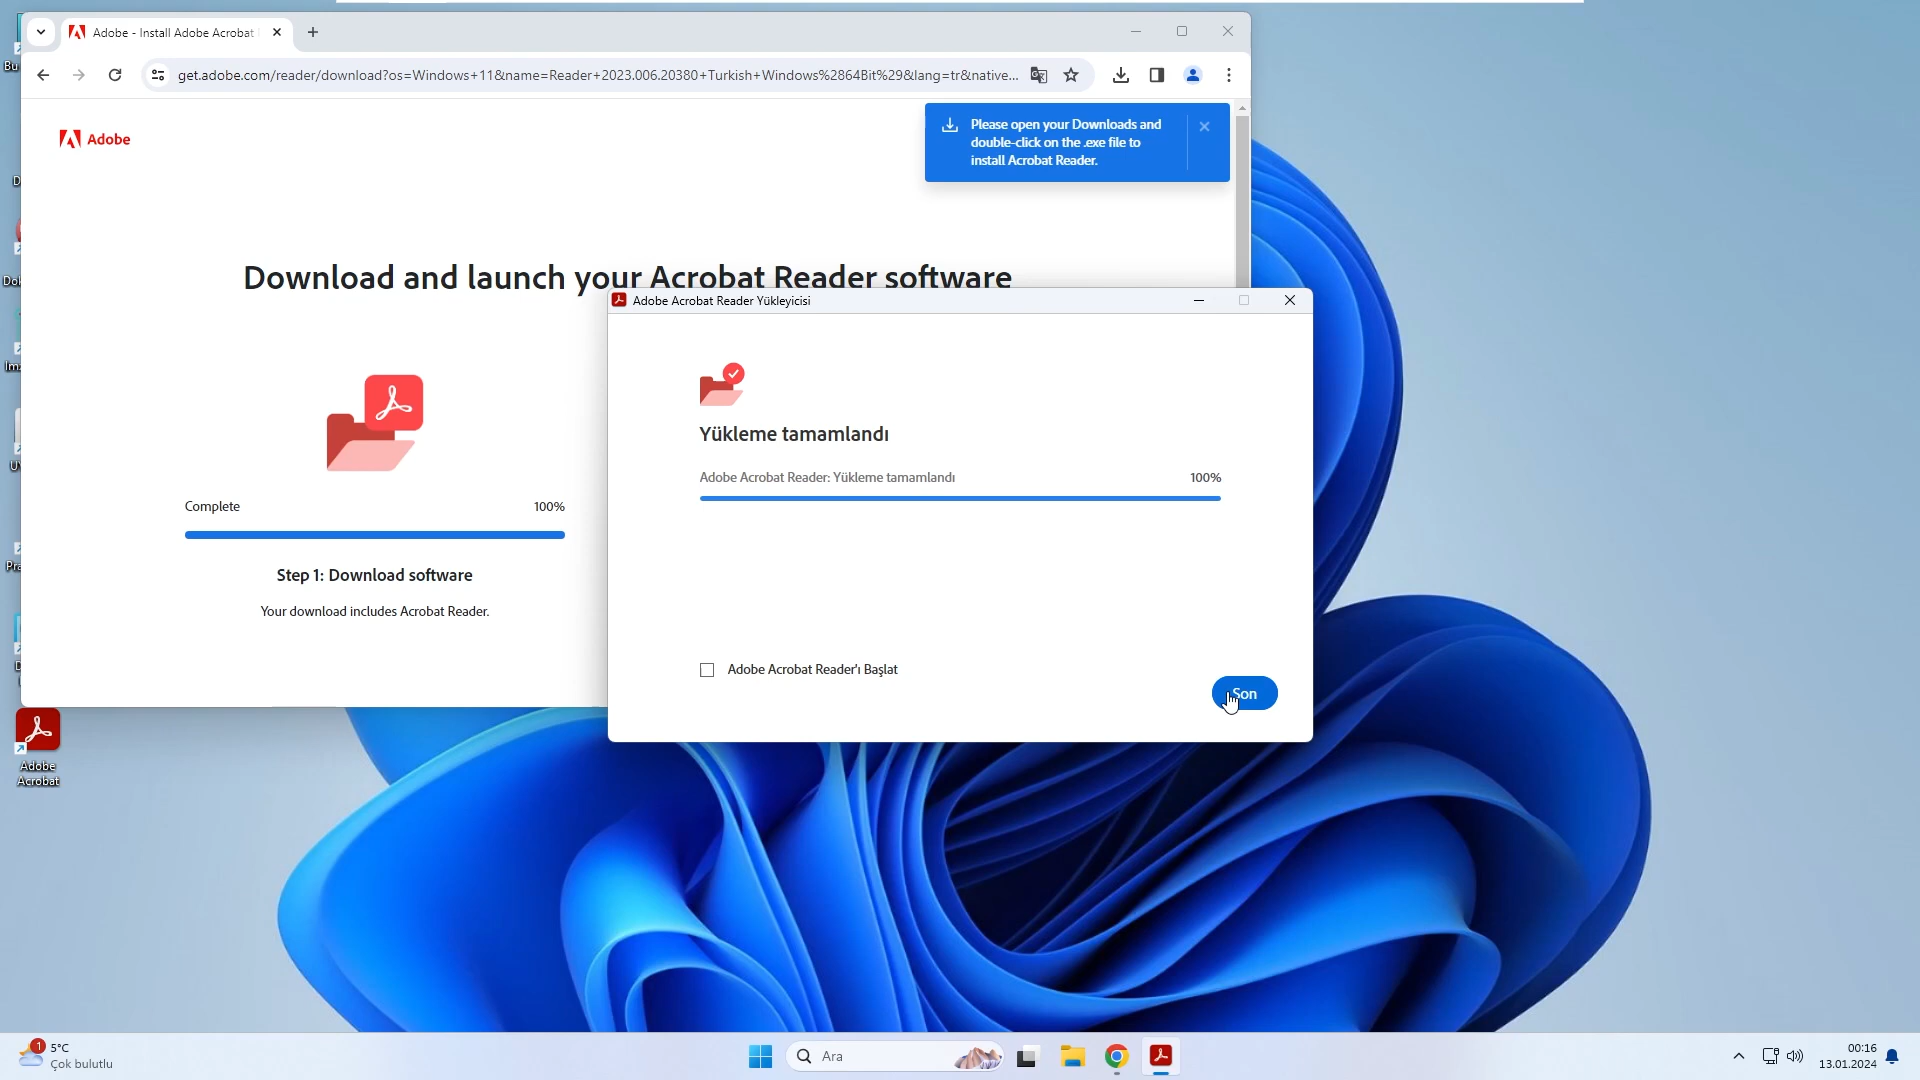 Adobe - Install Adobe Acrobat
get.adobe.com/reader/download?os=Windows+11&name=Reader+2023.006.20380+Turkish+Windows%2864Bit%29&lang=tr&native...
Adobe
Please open your Downloads and
double-click on the .exe file to
install Acrobat Reader.
Download and launch your Acrobat Reader software
Complete 100%
Step 1: Download software
Your download includes Acrobat Reader.
Adobe Acrobat Reader Yükleyicisi
Yükleme tamamlandı
Adobe Acrobat Reader: Yükleme tamamlandı 100%
Adobe Acrobat Reader'ı Başlat
Son
Bu
Adobe
Acrobat
1
5°C
Çok bulutlu
Ara
00:16
13.01.2024